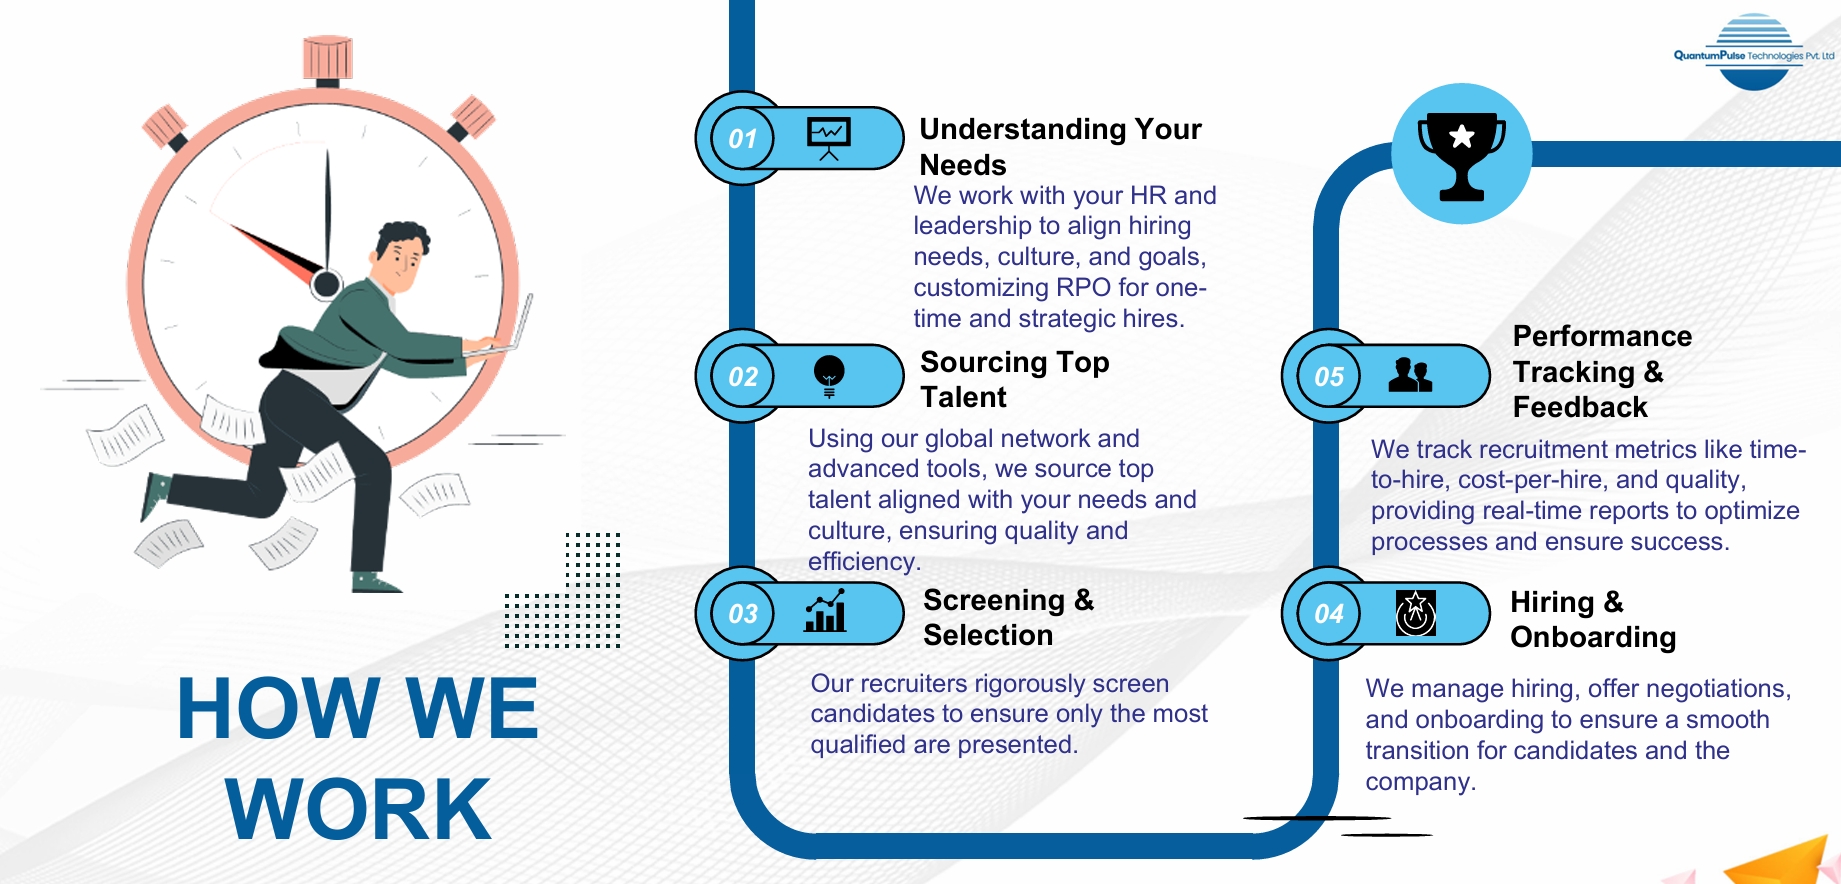 QuantumPulse Technologies Pvt. Ltd
01
Understanding Your
Needs
We work with your HR and
leadership to align hiring
needs, culture, and goals,
customizing RPO for one-
time and strategic hires.
02
Sourcing Top
Talent
Using our global network and
advanced tools, we source top
talent aligned with your needs and
culture, ensuring quality and
efficiency.
03
Screening &
Selection
Our recruiters rigorously screen
candidates to ensure only the most
qualified are presented.
04
Hiring &
Onboarding
We manage hiring, offer negotiations,
and onboarding to ensure a smooth
transition for candidates and the
company.
05
Performance
Tracking &
Feedback
We track recruitment metrics like time-
to-hire, cost-per-hire, and quality,
providing real-time reports to optimize
processes and ensure success.
HOW WE
WORK